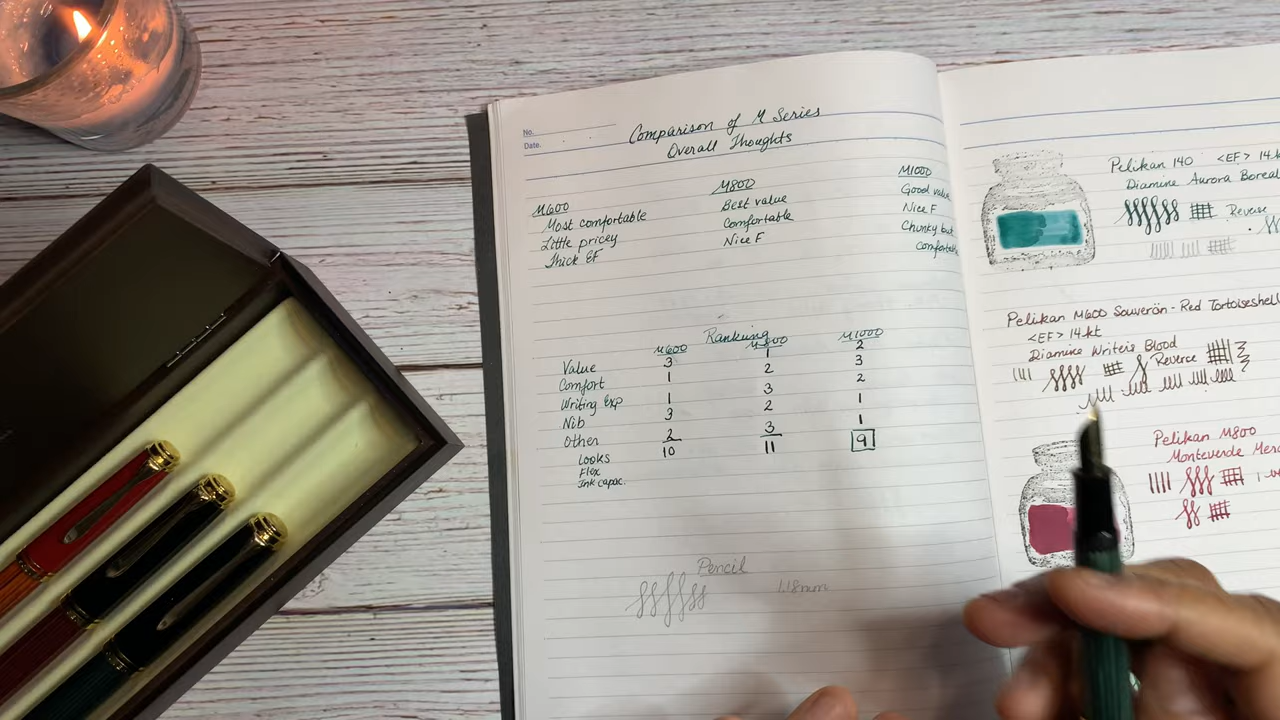 No.
Date.
Comparison of M Series
Overall Thoughts
M600
Most comfortable
Little pricey
Thick EF
M800
Best value
Comfortable
Nice F
M1000
Good value
Nice F
Chunky but
comfortable
Ranking
M600 M800 M1000
Value 3 1 2
Comfort 1 2 3
Writing Exp 1 3 2
Nib 3 2 1
Other 2 3 1
10 11 9
Looks
Flex
Ink capac.
Pencil
1.18mm
Pelikan 140 <EF> 14k
Diamine Aurora Boreal
Reverse
Pelikan M600 Souverön - Red Tortoiseshell
<EF> 14kt
Diamine Writers Blood
Reverse
Pelikan M800
Monteverde